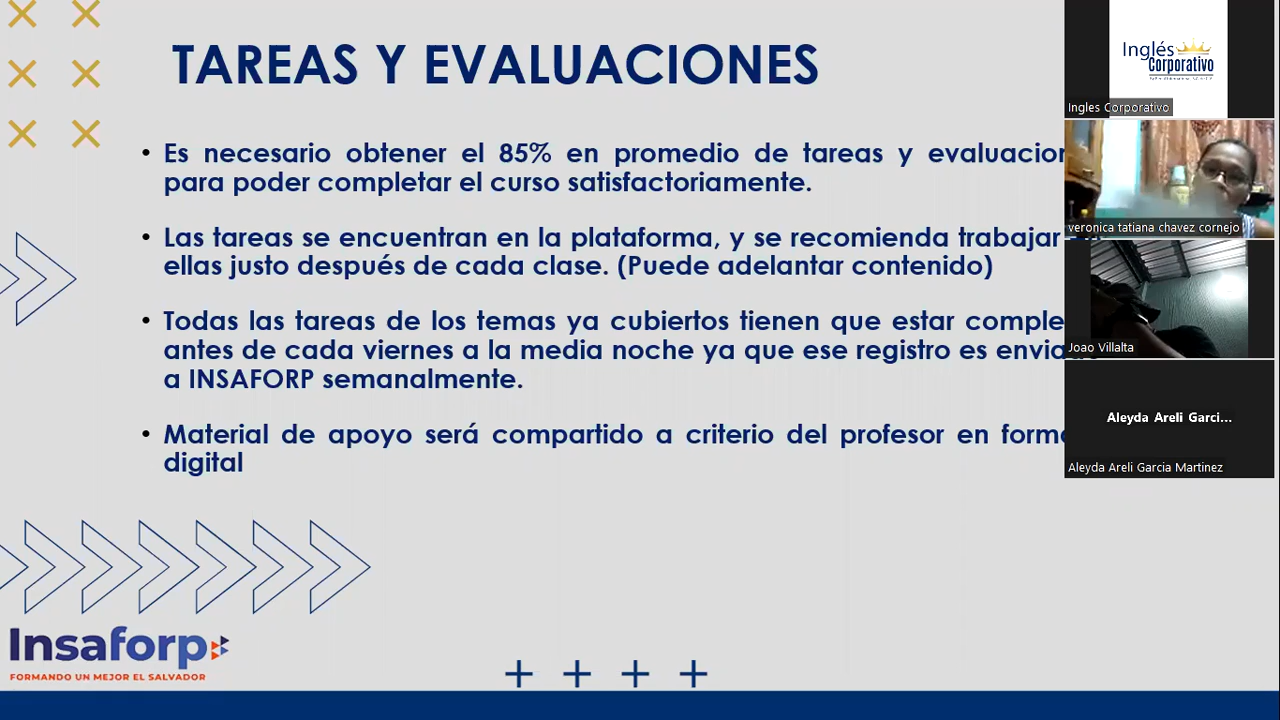 TAREAS Y EVALUACIONES
• Es necesario obtener el 85% en promedio de tareas y evaluacion
para poder completar el curso satisfactoriamente.
• Las tareas se encuentran en la plataforma, y se recomienda trabajar
ellas justo después de cada clase. (Puede adelantar contenido)
• Todas las tareas de los temas ya cubiertos tienen que estar comple
antes de cada viernes a la media noche ya que ese registro es envia
a INSAFORP semanalmente.
• Material de apoyo será compartido a criterio del profesor en forma
digital
Insaforp
FORMANDO UN MEJOR EL SALVADOR
Inglés
Corporativo
Ingles Corporativo
veronica tatiana chavez cornejo
Joao Villalta
Aleyda Areli Garci...
Aleyda Areli Garcia Martinez